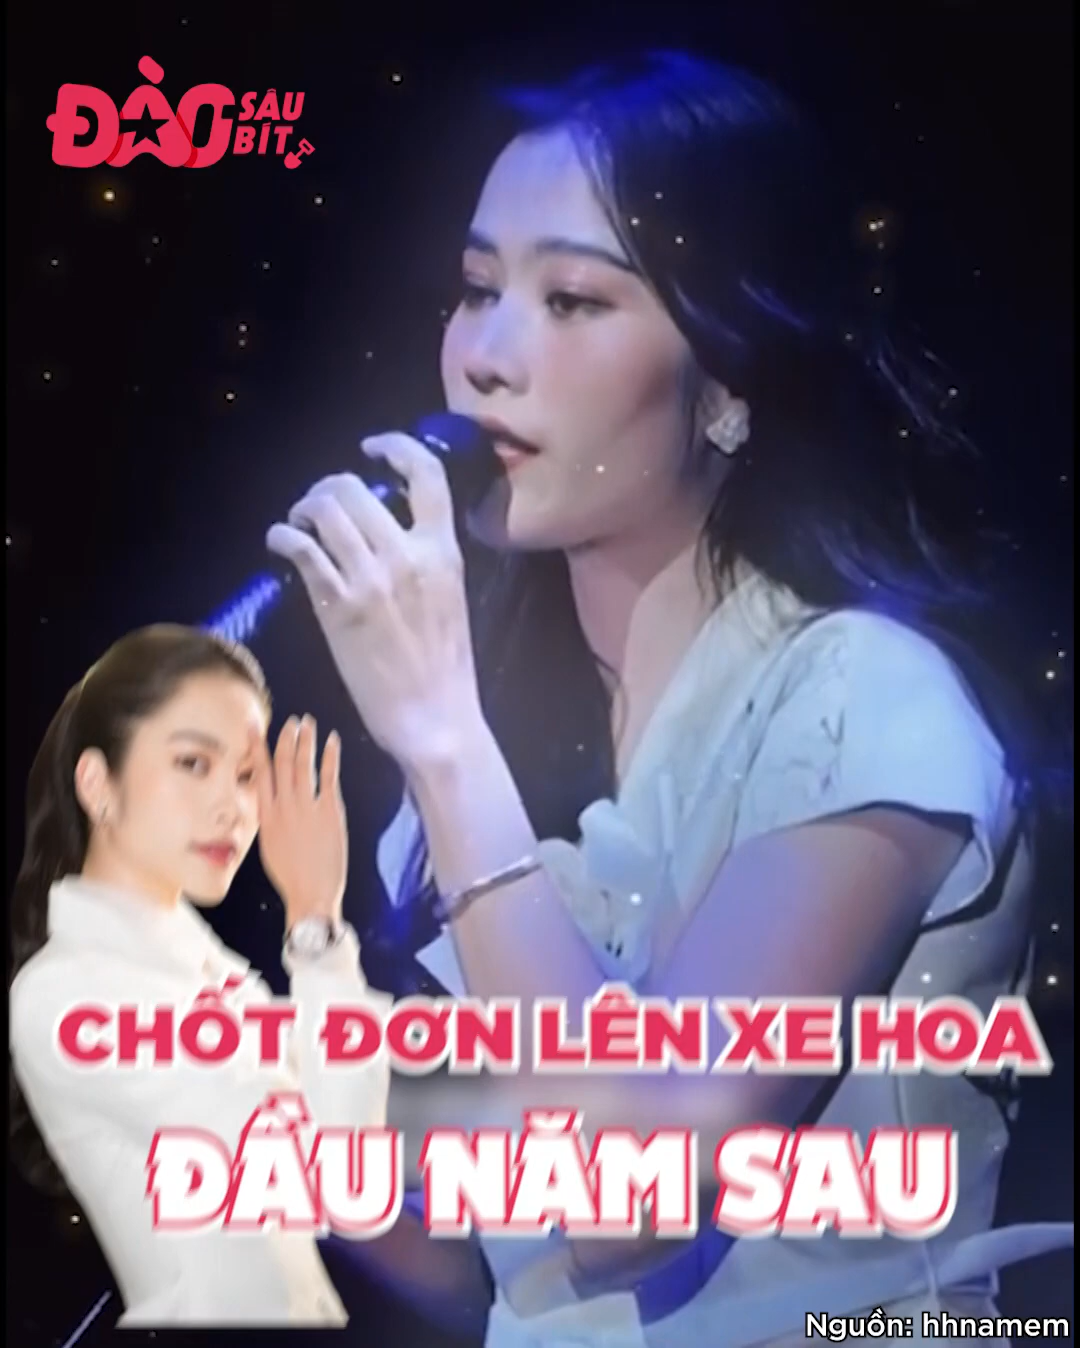 ĐÀO SÂU
BÍT
CHỐT ĐƠN LÊN XE HOA
ĐẦU NĂM SAU
Nguồn: hhnamem